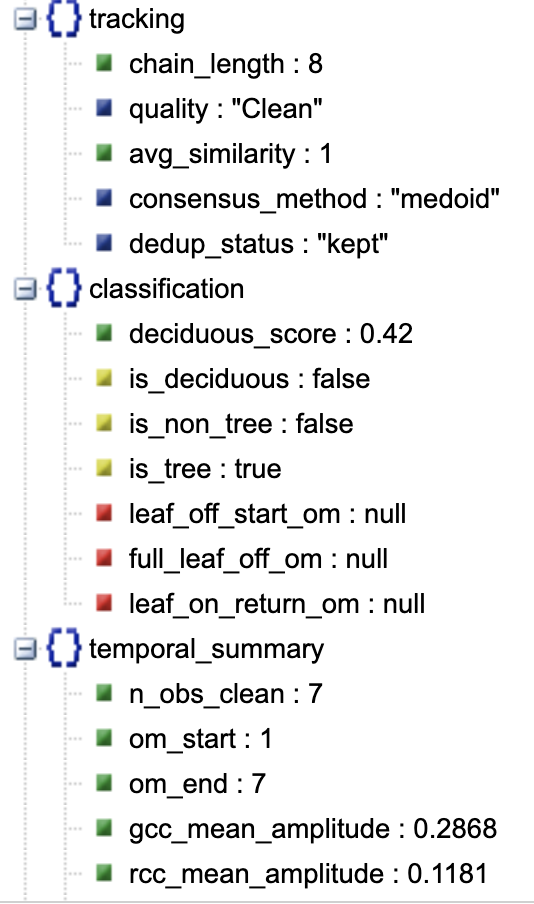 tracking
chain_length : 8
quality : "Clean"
avg_similarity : 1
consensus_method : "medoid"
dedup_status : "kept"
classification
deciduous_score : 0.42
is_deciduous : false
is_non_tree : false
is_tree : true
leaf_off_start_om : null
full_leaf_off_om : null
leaf_on_return_om : null
temporal_summary
n_obs_clean : 7
om_start : 1
om_end : 7
gcc_mean_amplitude : 0.2868
rcc_mean_amplitude : 0.1181